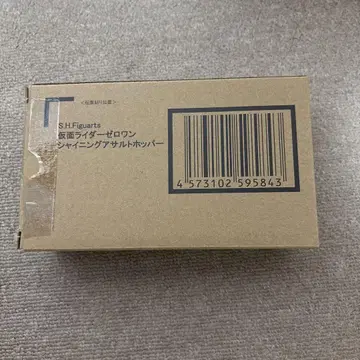 S.H.Figuarts
仮面ライダーゼロワン
シャイニングアサルトホッパー
4 573102 595843